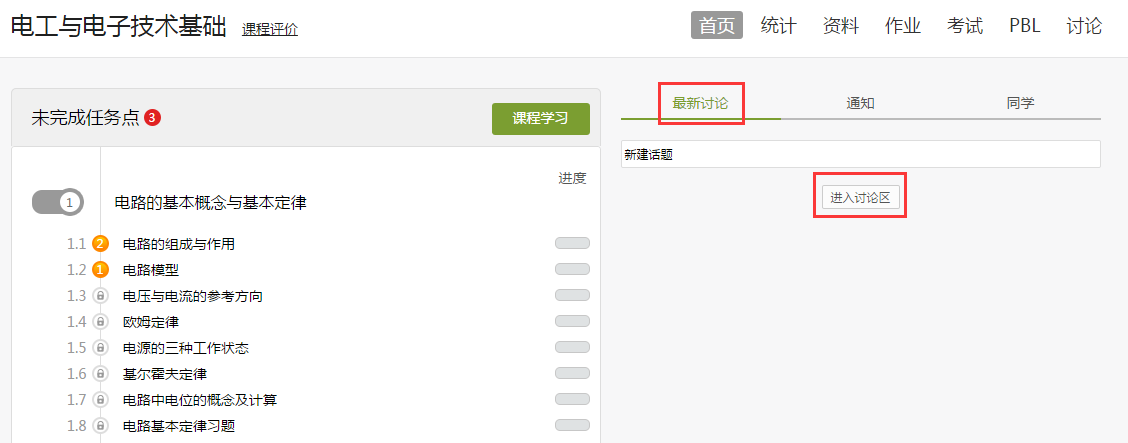 电工与电子技术基础 课程评价
首页 统计 资料 作业 考试 PBL 讨论
未完成任务点 3 课程学习
进度
1 电路的基本概念与基本定律
1.1 2 电路的组成与作用
1.2 1 电路模型
1.3 电压与电流的参考方向
1.4 欧姆定律
1.5 电源的三种工作状态
1.6 基尔霍夫定律
1.7 电路中电位的概念及计算
1.8 电路基本定律习题
最新讨论 通知 同学
新建话题
进入讨论区